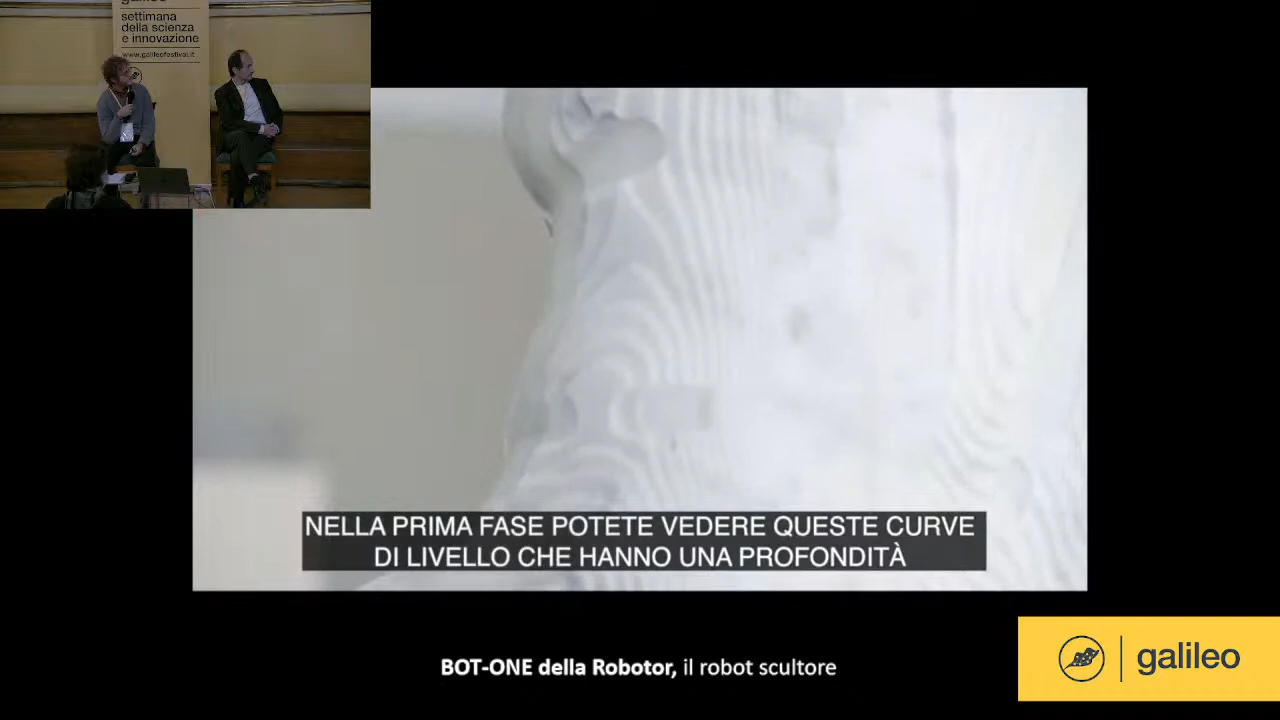 galileo
settimana
della scienza
e innovazione
www.galileofestival.it
NELLA PRIMA FASE POTETE VEDERE QUESTE CURVE
DI LIVELLO CHE HANNO UNA PROFONDITÀ
BOT-ONE della Robotor, il robot scultore
galileo